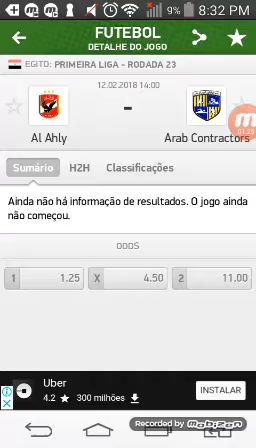 9% 8:32 PM
FUTEBOL
DETALHE DO JOGO
EGITO: PRIMEIRA LIGA - RODADA 23
12.02.2018 14:00
-
Al Ahly
Arab Contractors
Sumário H2H Classificações
Ainda não há informação de resultados. O jogo ainda
não começou.
ODDS
1 1.25 X 4.50 2 11.00
Uber
4.2 ★ 300 milhões
INSTALAR
Recorded by mobizen